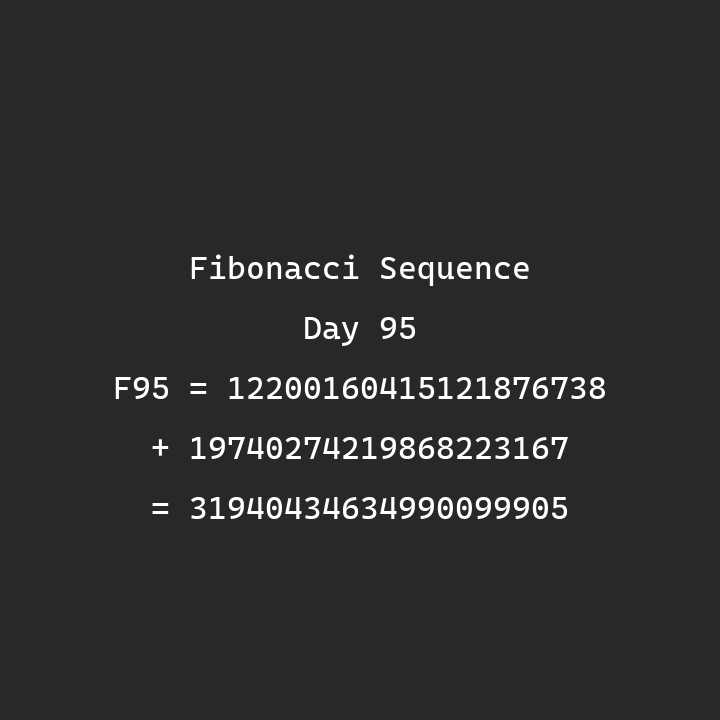 Fibonacci Sequence
Day 95
F95 = 12200160415121876738
+ 19740274219868223167
= 31940434634990099905